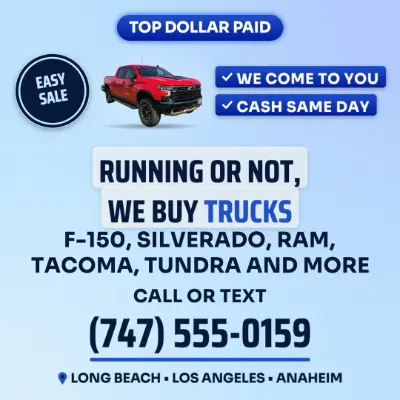 TOP DOLLAR PAID
EASY
SALE
✓ WE COME TO YOU
✓ CASH SAME DAY
RUNNING OR NOT,
WE BUY TRUCKS
F-150, SILVERADO, RAM,
TACOMA, TUNDRA AND MORE
CALL OR TEXT
(747) 555-0159
LONG BEACH • LOS ANGELES • ANAHEIM